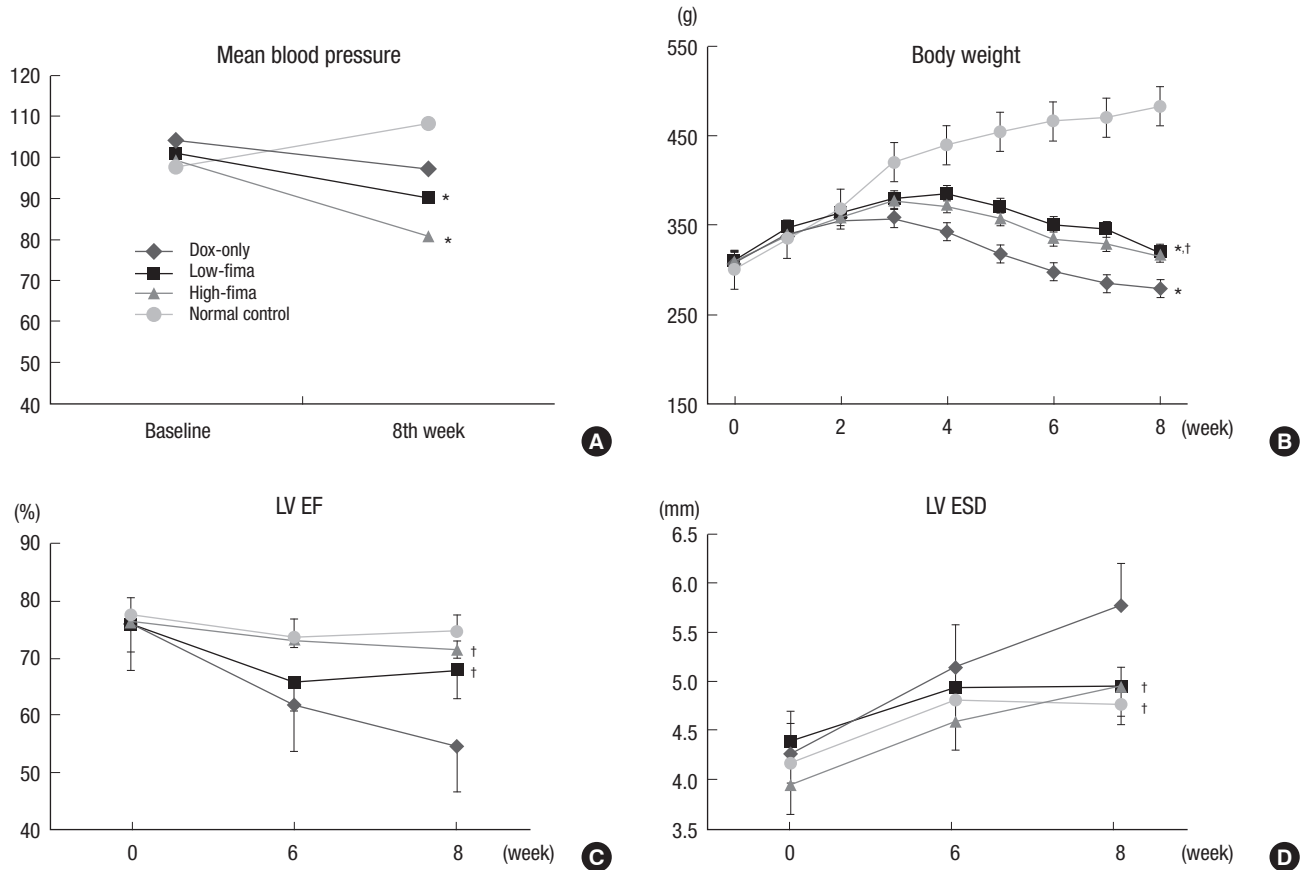 Mean blood pressure
120
110
100
90
80
70
60
50
40
*
*
Dox-only
Low-fima
High-fima
Normal control
Baseline 8th week
A
(g)
Body weight
550
450
350
250
150
*,†
*
0 2 4 6 8 (week)
B
(%)
LV EF
90
80
70
60
50
40
†
†
0 6 8 (week)
C
(mm)
LV ESD
6.5
6.0
5.5
5.0
4.5
4.0
3.5
†
†
0 6 8 (week)
D